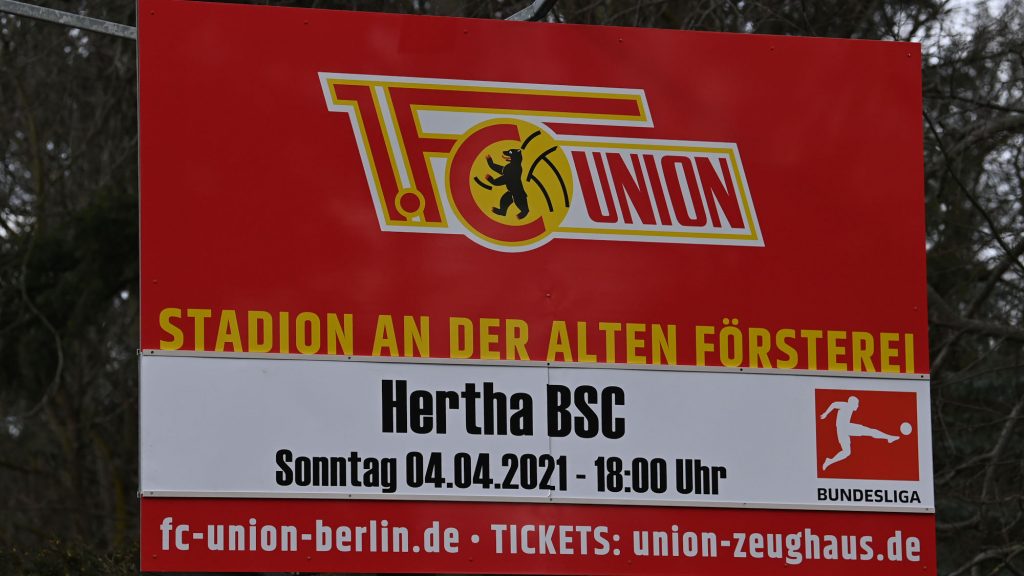 1. FC UNION
STADION AN DER ALTEN FÖRSTEREI
Hertha BSC
Sonntag 04.04.2021 - 18:00 Uhr
BUNDESLIGA
fc-union-berlin.de • TICKETS: union-zeughaus.de